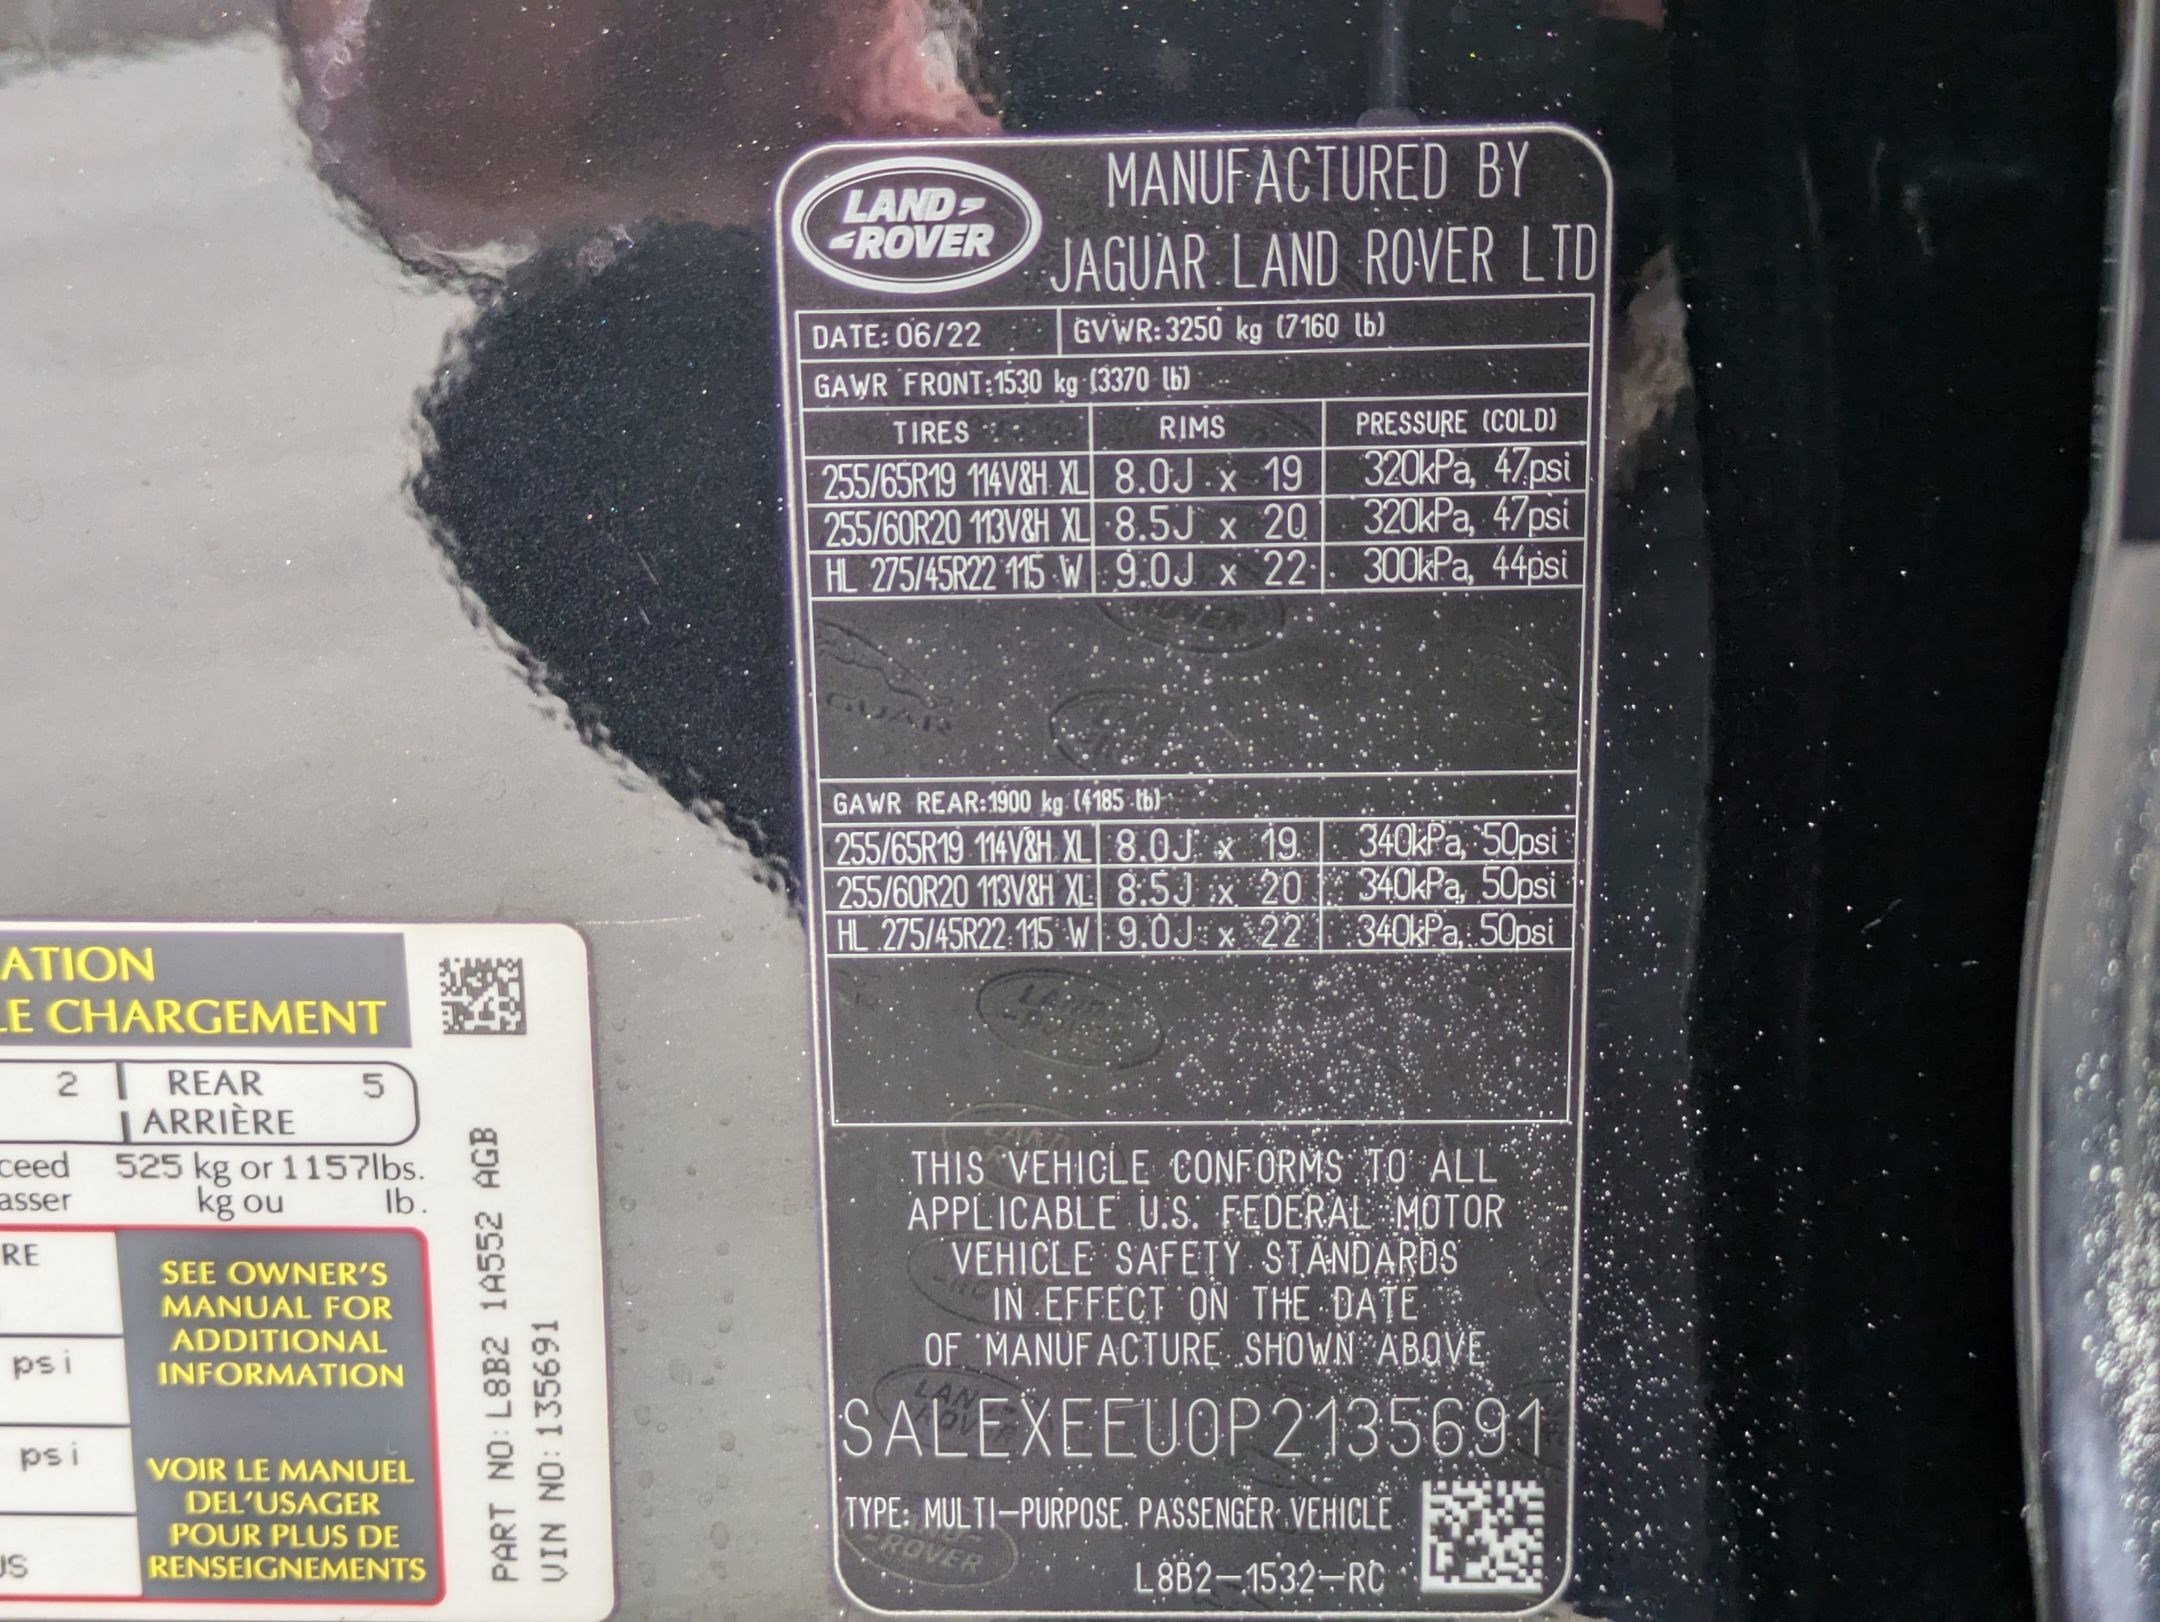 LAND
ROVER
MANUFACTURED BY
JAGUAR LAND ROVER LTD
DATE: 06/22 GVWR: 3250 kg (7160 lb)
GAWR FRONT: 1530 kg (3370 lb)
TIRES RIMS PRESSURE (COLD)
255/65R19 114V&H XL 8.0J x 19 320kPa, 47psi
255/60R20 113V&H XL 8.5J x 20 320kPa, 47psi
HL 275/45R22 115 W 9.0J x 22 300kPa, 44psi
GAWR REAR: 1900 kg (4185 lb)
255/65R19 114V&H XL 8.0J x 19 340kPa, 50psi
255/60R20 113V&H XL 8.5J x 20 340kPa, 50psi
HL 275/45R22 115 W 9.0J x 22 340kPa, 50psi
THIS VEHICLE CONFORMS TO ALL
APPLICABLE U.S. FEDERAL MOTOR
VEHICLE SAFETY STANDARDS
IN EFFECT ON THE DATE
OF MANUFACTURE SHOWN ABOVE
SALEXEEU0P2135691
TYPE: MULTI-PURPOSE PASSENGER VEHICLE
L8B2-1532-RC
ATION
LE CHARGEMENT
2 REAR 5
ARRIÈRE
ceed 525 kg or 1157lbs.
asser kg ou lb.
RE
psi
psi
US
SEE OWNER'S
MANUAL FOR
ADDITIONAL
INFORMATION
VOIR LE MANUEL
DEL'USAGER
POUR PLUS DE
RENSEIGNEMENTS
PART NO: L8B2 1A552 AGB
VIN NO: 135691